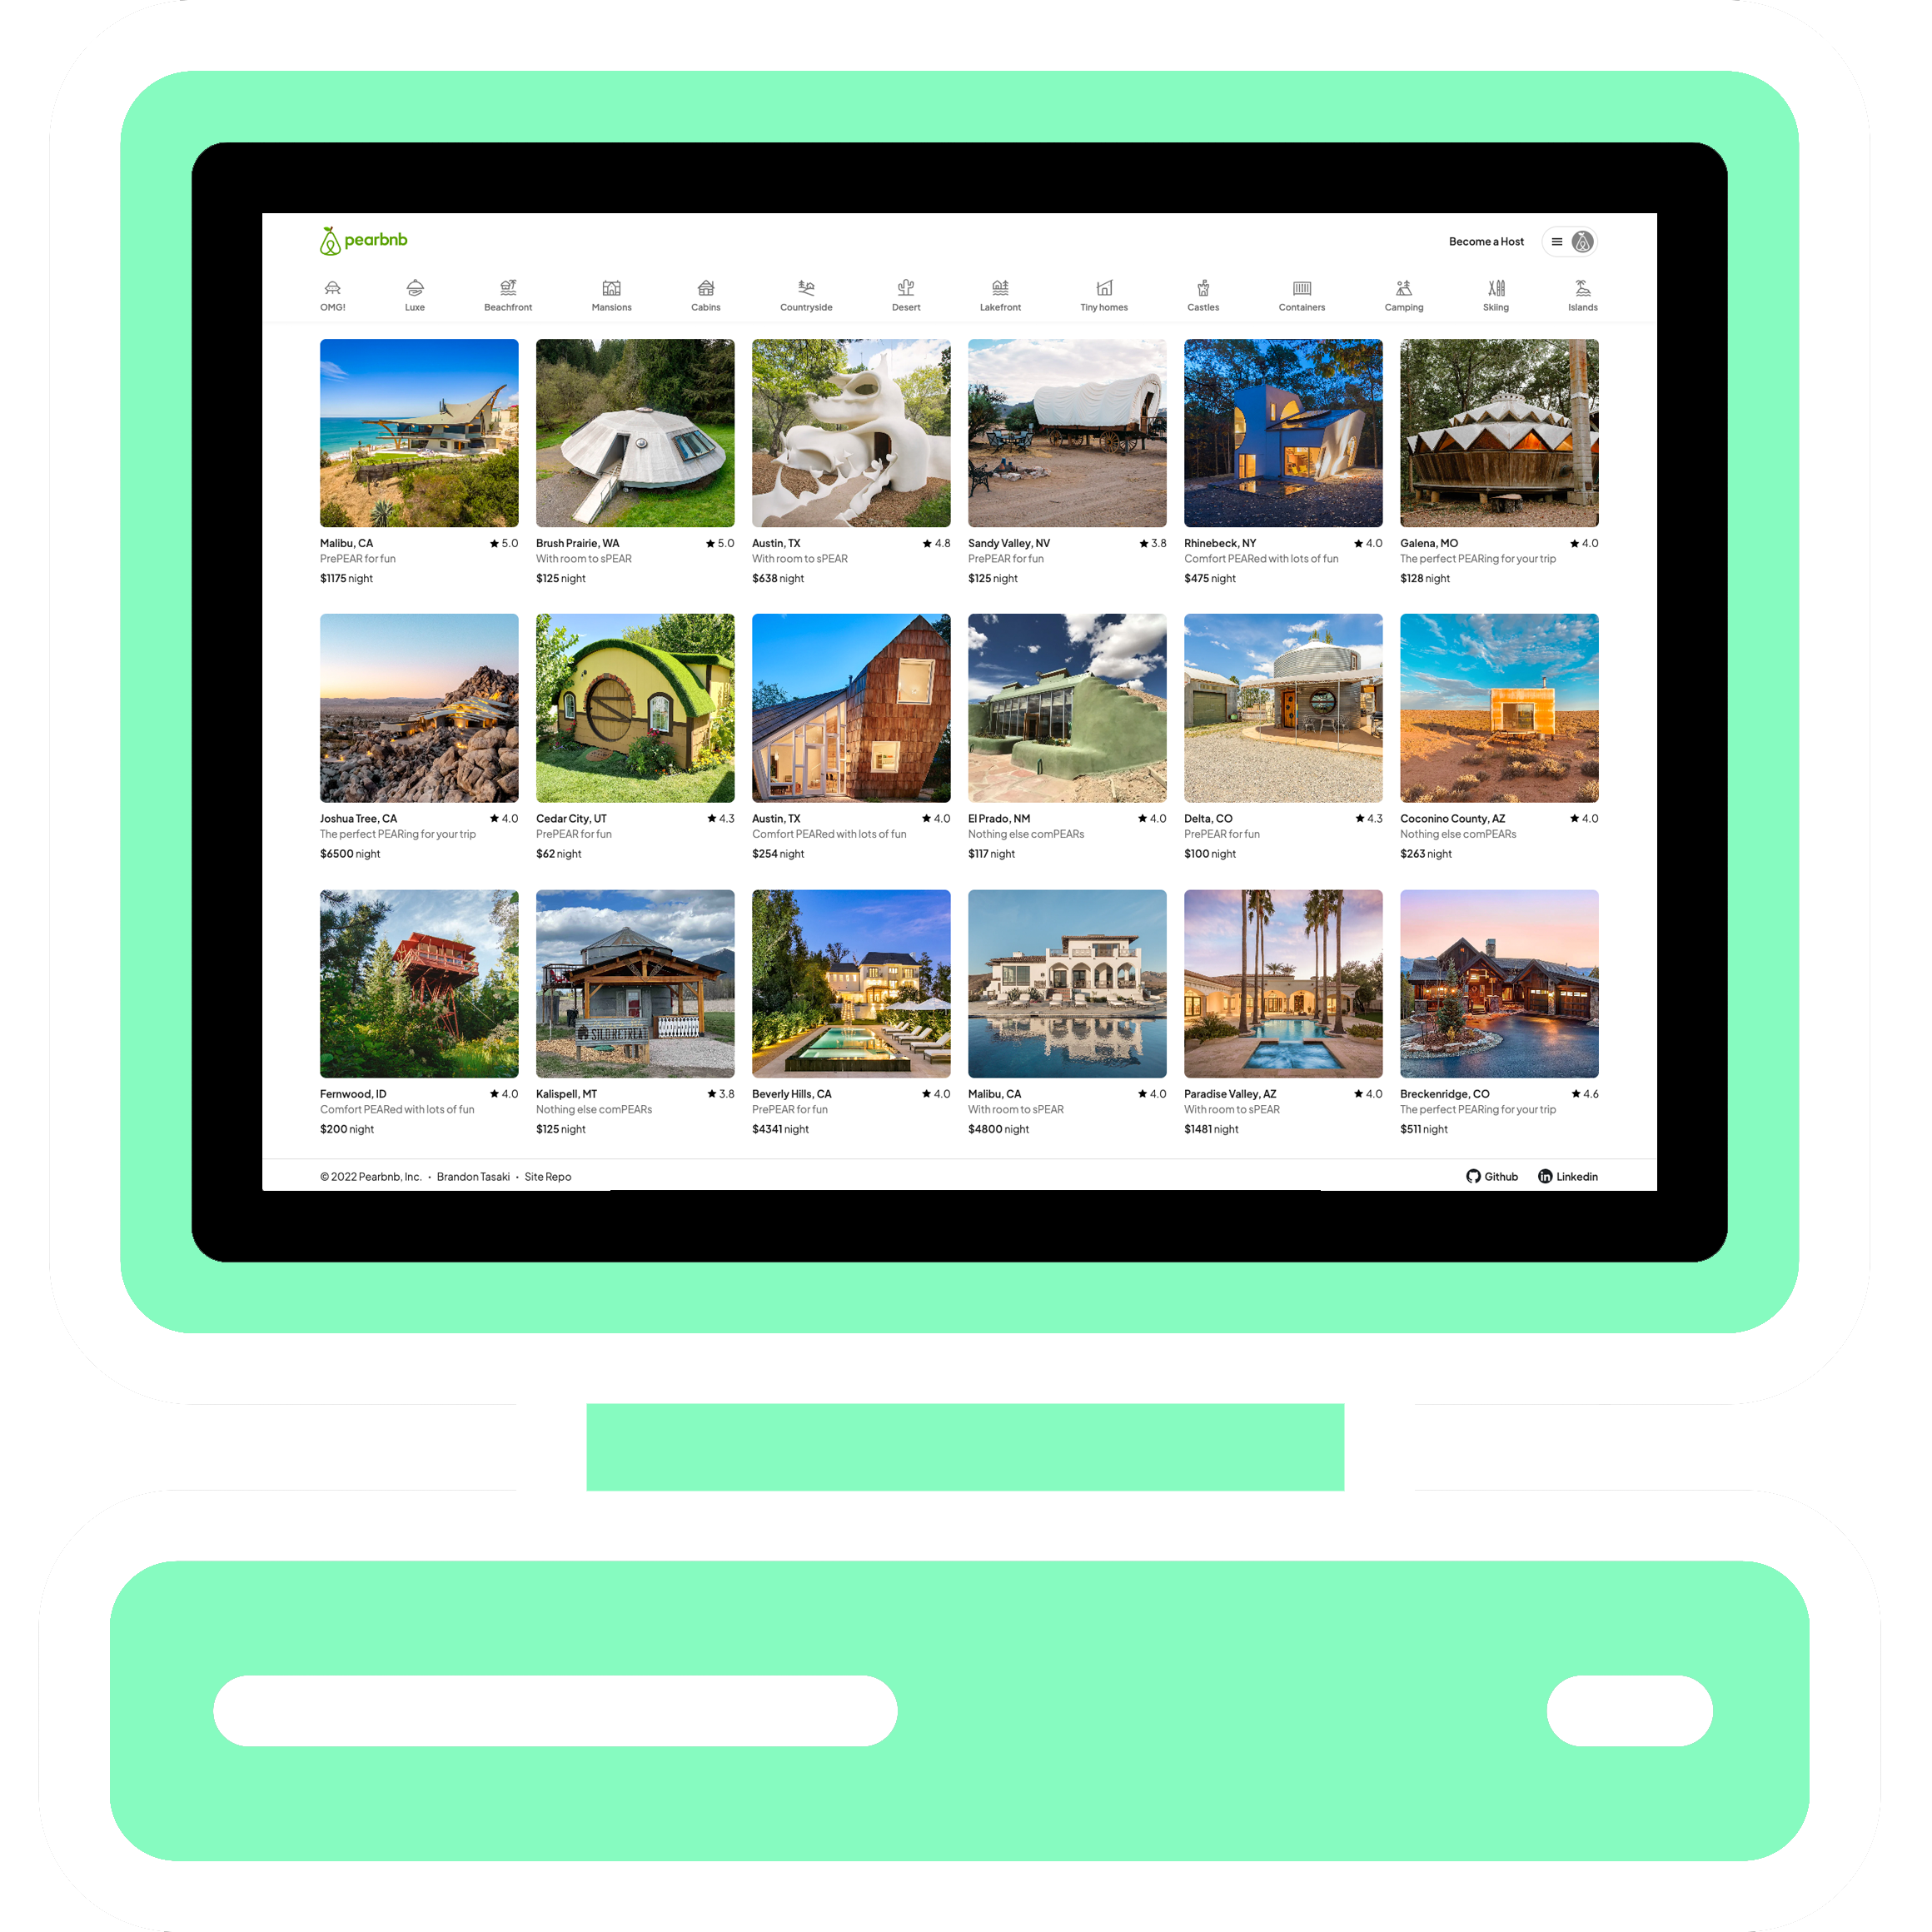 pearbnb
Become a Host
OMG! Luxe Beachfront Mansions Cabins Countryside Desert Lakefront Tiny homes Castles Containers Camping Skiing Islands
Malibu, CA ★ 5.0
PrePEAR for fun
$1175 night
Brush Prairie, WA ★ 5.0
With room to sPEAR
$125 night
Austin, TX ★ 4.8
With room to sPEAR
$638 night
Sandy Valley, NV ★ 3.8
PrePEAR for fun
$125 night
Rhinebeck, NY ★ 4.0
Comfort PEARed with lots of fun
$475 night
Galena, MO ★ 4.0
The perfect PEARing for your trip
$128 night
Joshua Tree, CA ★ 4.0
The perfect PEARing for your trip
$6500 night
Cedar City, UT ★ 4.3
PrePEAR for fun
$62 night
Austin, TX ★ 4.0
Comfort PEARed with lots of fun
$254 night
El Prado, NM ★ 4.0
Nothing else comPEARs
$117 night
Delta, CO ★ 4.3
PrePEAR for fun
$100 night
Coconino County, AZ ★ 4.0
Nothing else comPEARs
$263 night
Fernwood, ID ★ 4.0
Comfort PEARed with lots of fun
$200 night
Kalispell, MT ★ 3.8
Nothing else comPEARs
$125 night
Beverly Hills, CA ★ 4.0
PrePEAR for fun
$4341 night
Malibu, CA ★ 4.0
With room to sPEAR
$4800 night
Paradise Valley, AZ ★ 4.0
With room to sPEAR
$1481 night
Breckenridge, CO ★ 4.6
The perfect PEARing for your trip
$511 night
© 2022 Pearbnb, Inc. · Brandon Tasaki · Site Repo
Github Linkedin